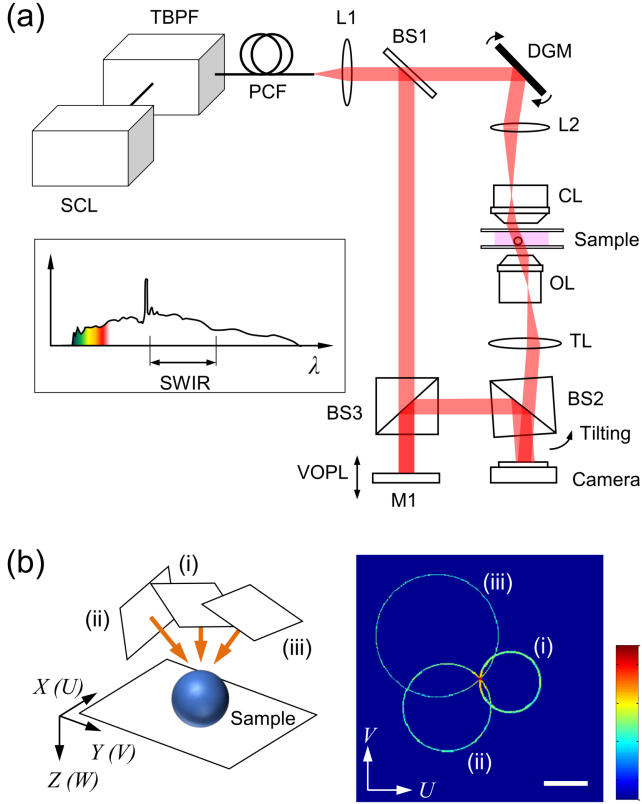 (a)
TBPF
L1
BS1
DGM
PCF
L2
SCL
CL
Sample
OL
λ
SWIR
TL
BS3
BS2
Tilting
VOPL
M1
Camera
(b)
(i)
(ii)
(iii)
X (U)
Sample
Y (V)
Z (W)
(iii)
(i)
(ii)
V
U